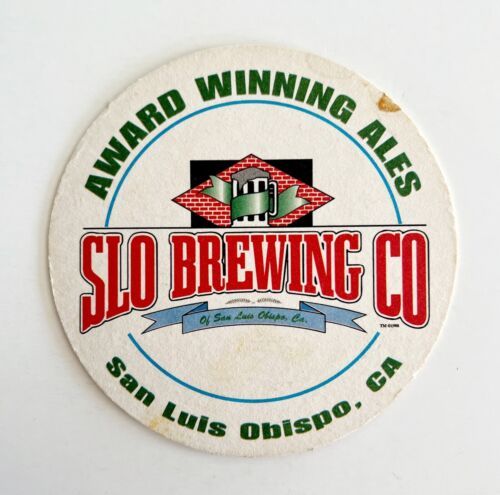 AWARD WINNING ALES
SLO BREWING CO
Of San Luis Obispo, Ca.
San Luis Obispo, CA